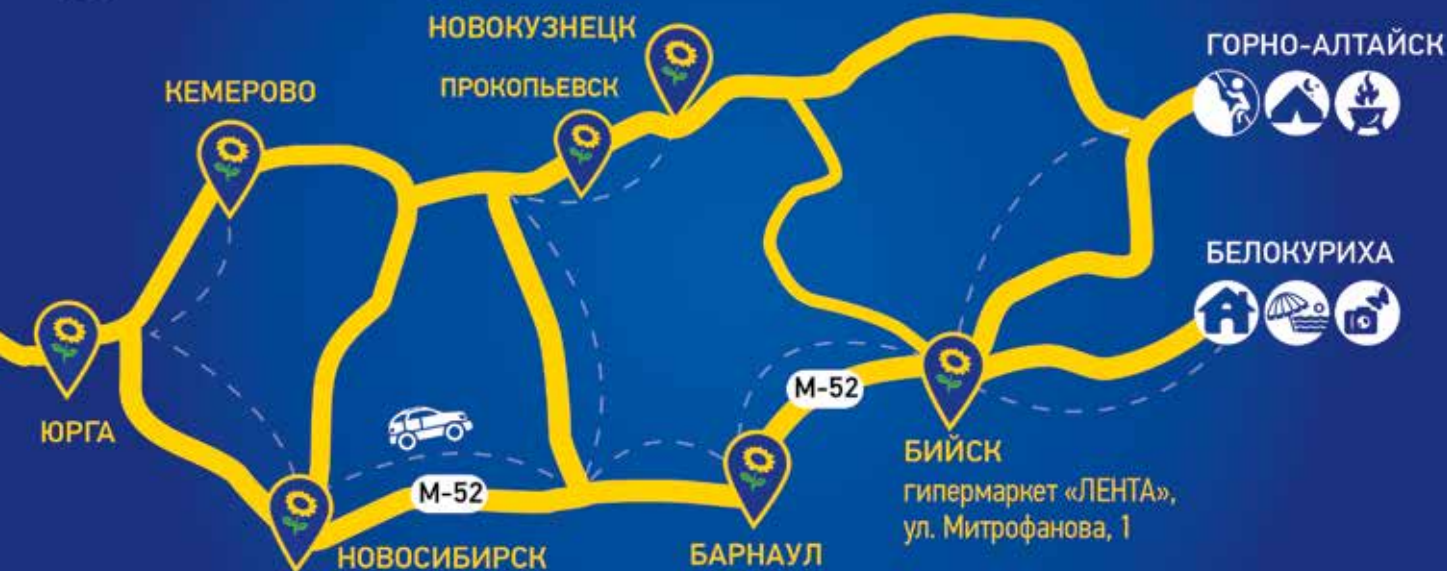 НОВОКУЗНЕЦК
ПРОКОПЬЕВСК
КЕМЕРОВО
ГОРНО-АЛТАЙСК
БЕЛОКУРИХА
ЮРГА
М-52
М-52
НОВОСИБИРСК
БАРНАУЛ
БИЙСК
гипермаркет «ЛЕНТА»,
ул. Митрофанова, 1